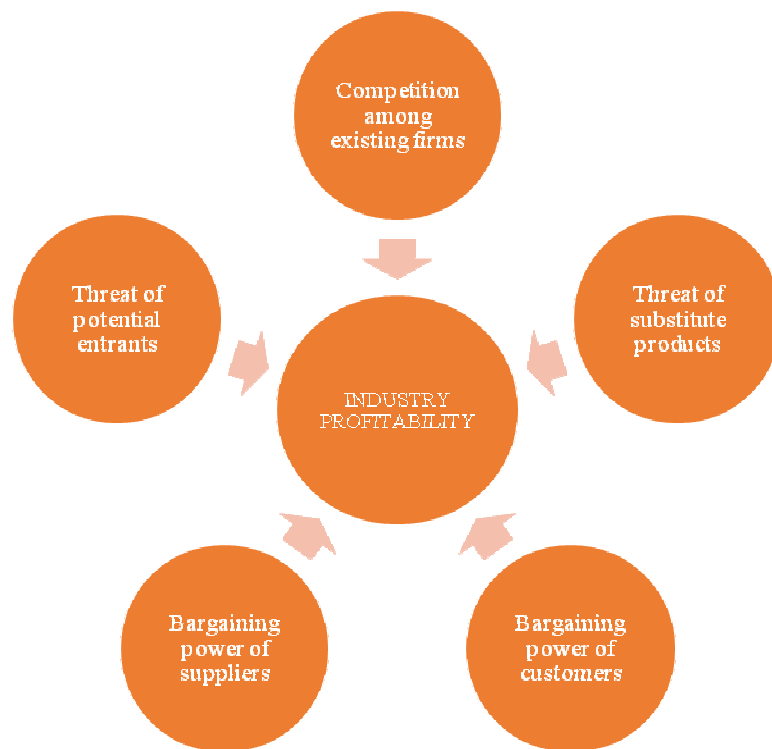 Competition
among
existing firms
Threat of
potential
entrants
Threat of
substitute
products
INDUSTRY
PROFITABILITY
Bargaining
power of
suppliers
Bargaining
power of
customers